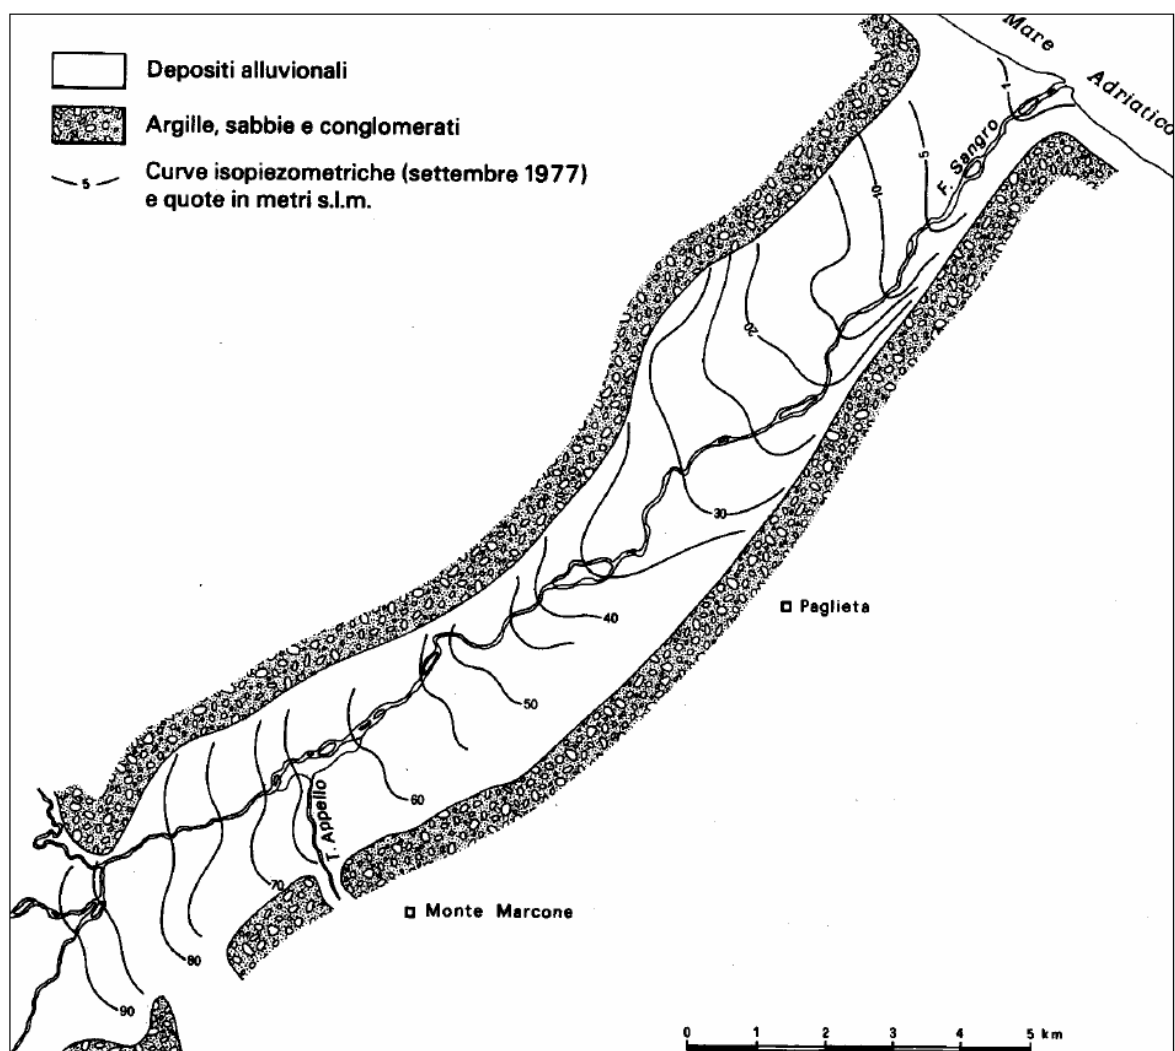 Mare
Adriatico
Depositi alluvionali
Argille, sabbie e conglomerati
5
Curve isopiezometriche (settembre 1977)
e quote in metri s.l.m.
1
F. Sangro
5
10
20
30
40
Paglieta
50
60
T. Appello
70
Monte Marcone
80
90
0 1 2 3 4 5 km